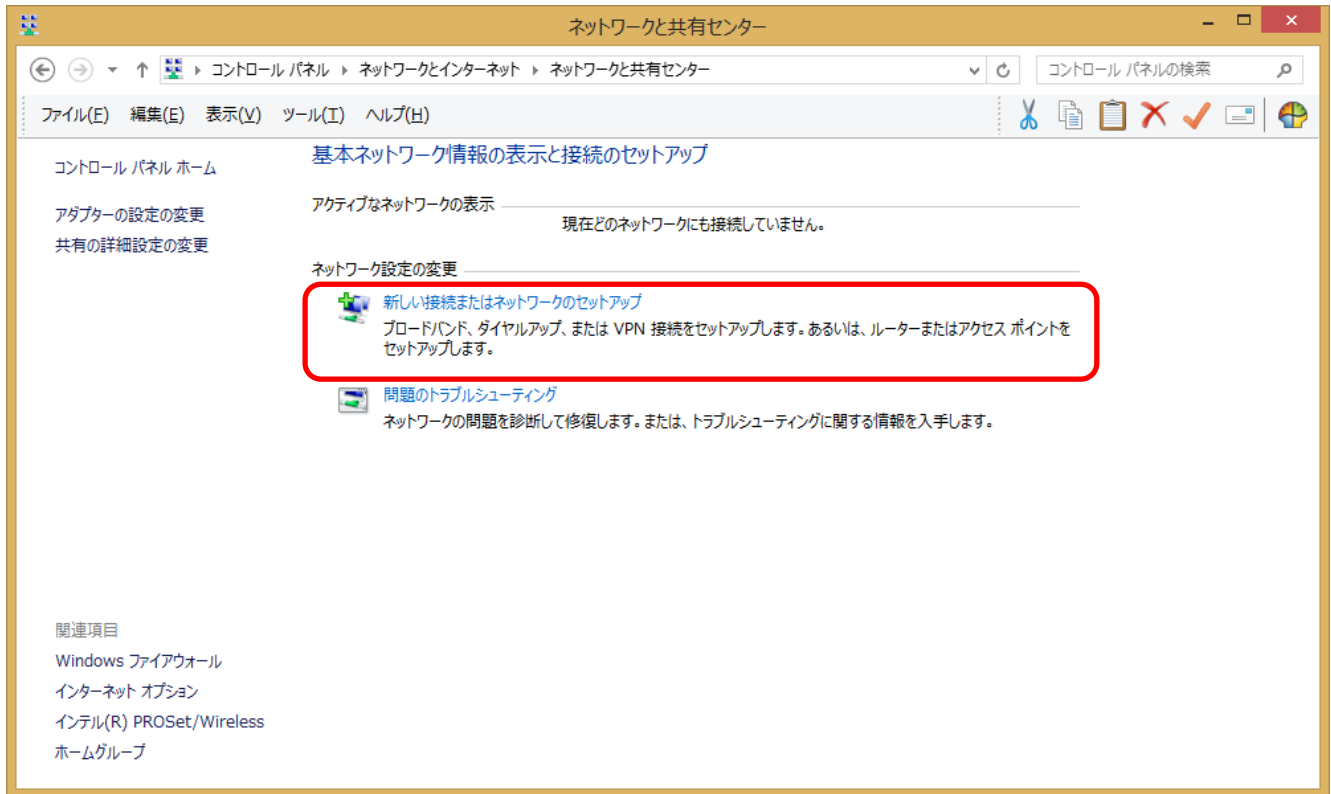 ネットワークと共有センター
コントロール パネル ネットワークとインターネット ネットワークと共有センター コントロール パネルの検索
ファイル(F) 編集(E) 表示(V) ツール(T) ヘルプ(H)
コントロール パネル ホーム
アダプターの設定の変更
共有の詳細設定の変更
基本ネットワーク情報の表示と接続のセットアップ
アクティブなネットワークの表示
現在どのネットワークにも接続していません。
ネットワーク設定の変更
新しい接続またはネットワークのセットアップ
ブロードバンド、ダイヤルアップ、または VPN 接続をセットアップします。あるいは、ルーターまたはアクセス ポイントを
セットアップします。
問題のトラブルシューティング
ネットワークの問題を診断して修復します。または、トラブルシューティングに関する情報を入手します。
関連項目
Windows ファイアウォール
インターネット オプション
インテル(R) PROSet/Wireless
ホームグループ